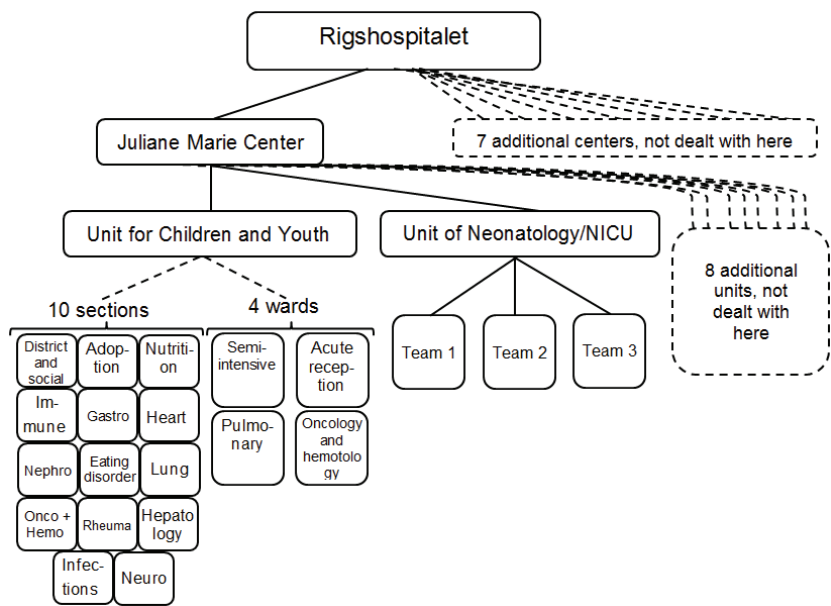 Rigshospitalet
Juliane Marie Center
7 additional centers, not dealt with here
Unit for Children and Youth
Unit of Neonatology/NICU
8 additional
units, not
dealt with
here
10 sections
4 wards
District
and
social
Adop-
tion
Nutriti-
on
Im-
mune
Gastro
Heart
Nephro
Eating
disorder
Lung
Onco +
Hemo
Rheuma
Hepato
logy
Infec-
tions
Neuro
Semi-
intensive
Acute
recep-
tion
Pulmo-
nary
Oncology
and
hemotolo
gy
Team 1
Team 2
Team 3